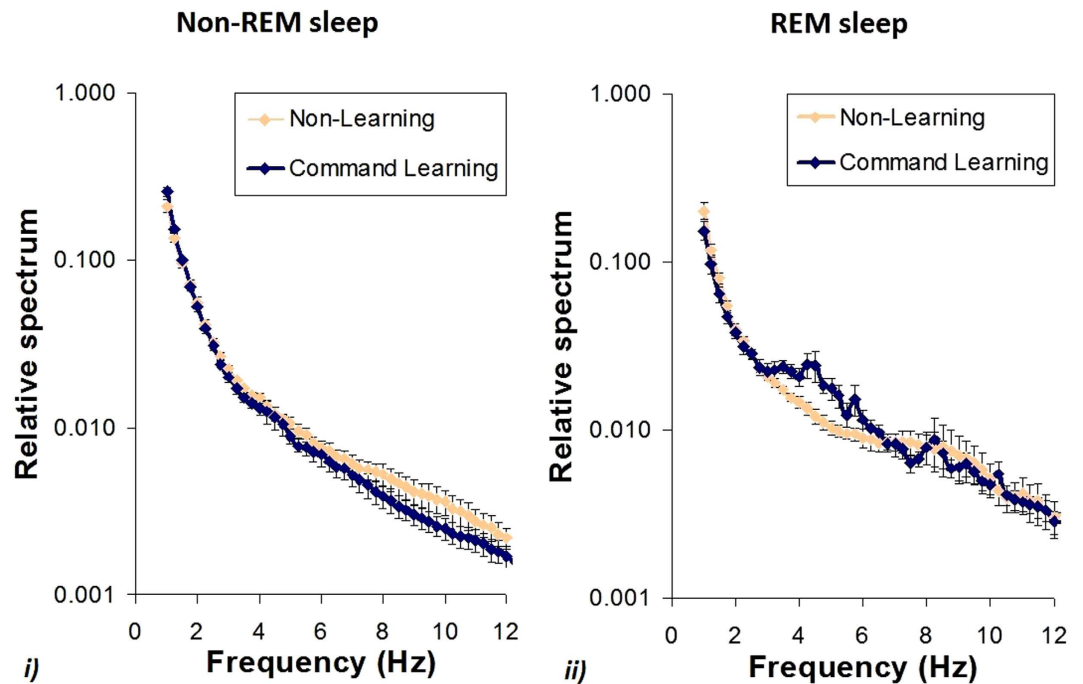 Non-REM sleep
1.000
0.100
0.010
0.001
Relative spectrum
Non-Learning
Command Learning
0 2 4 6 8 10 12
Frequency (Hz)
i)
REM sleep
1.000
0.100
0.010
0.001
Relative spectrum
Non-Learning
Command Learning
0 2 4 6 8 10 12
Frequency (Hz)
ii)